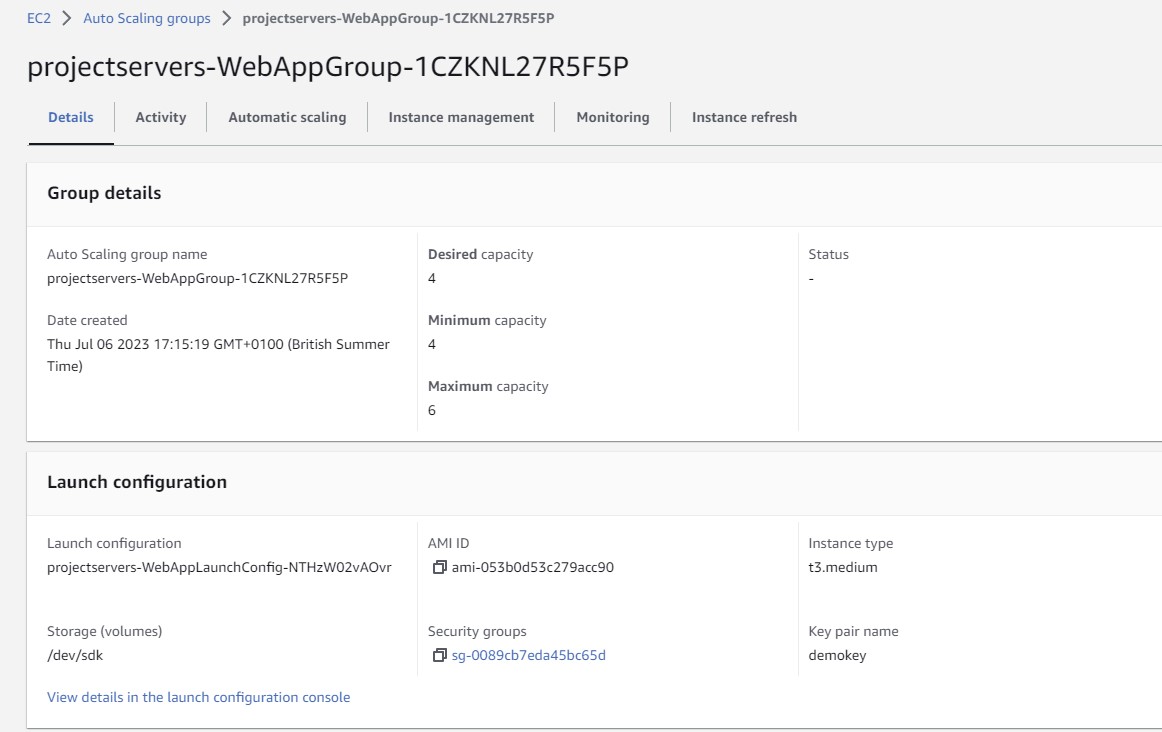 EC2 > Auto Scaling groups > projectservers-WebAppGroup-1CZKNL27R5F5P
projectservers-WebAppGroup-1CZKNL27R5F5P
Details Activity Automatic scaling Instance management Monitoring Instance refresh
Group details
Auto Scaling group name
projectservers-WebAppGroup-1CZKNL27R5F5P
Date created
Thu Jul 06 2023 17:15:19 GMT+0100 (British Summer
Time)
Desired capacity
4
Minimum capacity
4
Maximum capacity
6
Status
-
Launch configuration
Launch configuration
projectservers-WebAppLaunchConfig-NTHzW02vAOvr
Storage (volumes)
/dev/sdk
AMI ID
ami-053b0d53c279acc90
Security groups
sg-0089cb7eda45bc65d
Instance type
t3.medium
Key pair name
demokey
View details in the launch configuration console